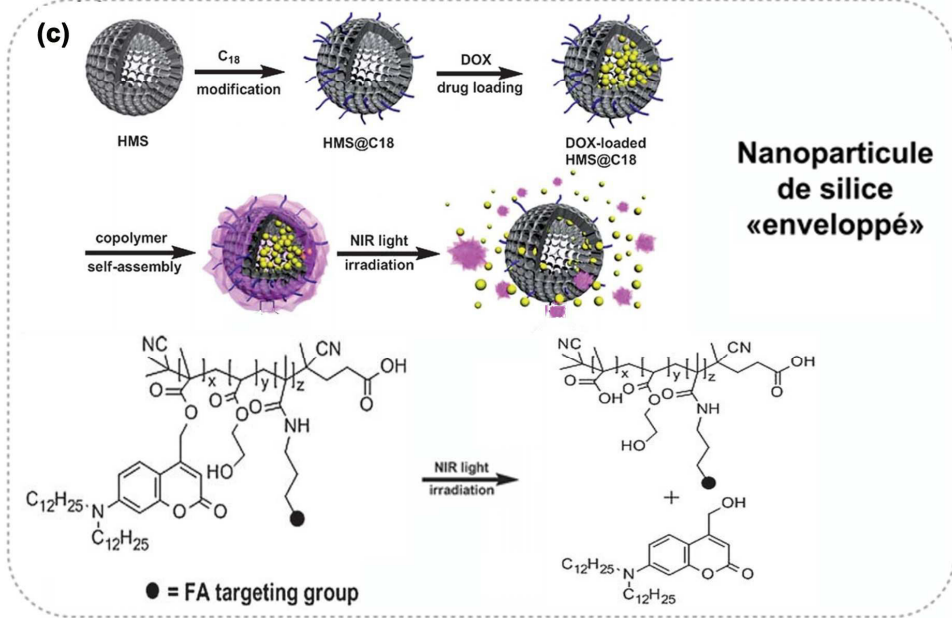 (c)
C18
modification
DOX
drug loading
HMS
HMS@C18
DOX-loaded
HMS@C18
Nanoparticule
de silice
«enveloppé»
copolymer
self-assembly
NIR light
irradiation
NC
x
y
z
CN
OH
O
O
O
O
O
O
NH
HO
O
O
C12H25
N
C12H25
NIR light
irradiation
NC
x
y
z
CN
OH
O
O
OH
O
O
O
NH
HO
+
OH
O
O
C12H25
N
C12H25
● = FA targeting group